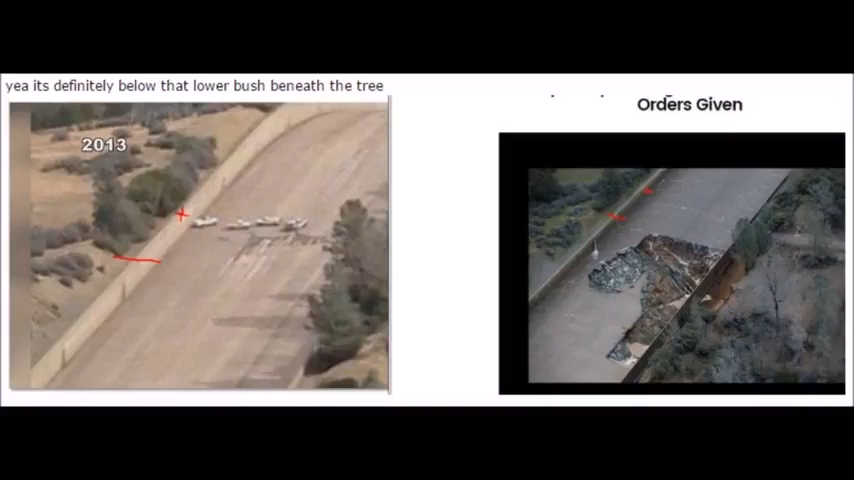 yea its definitely below that lower bush beneath the tree
Orders Given
2013